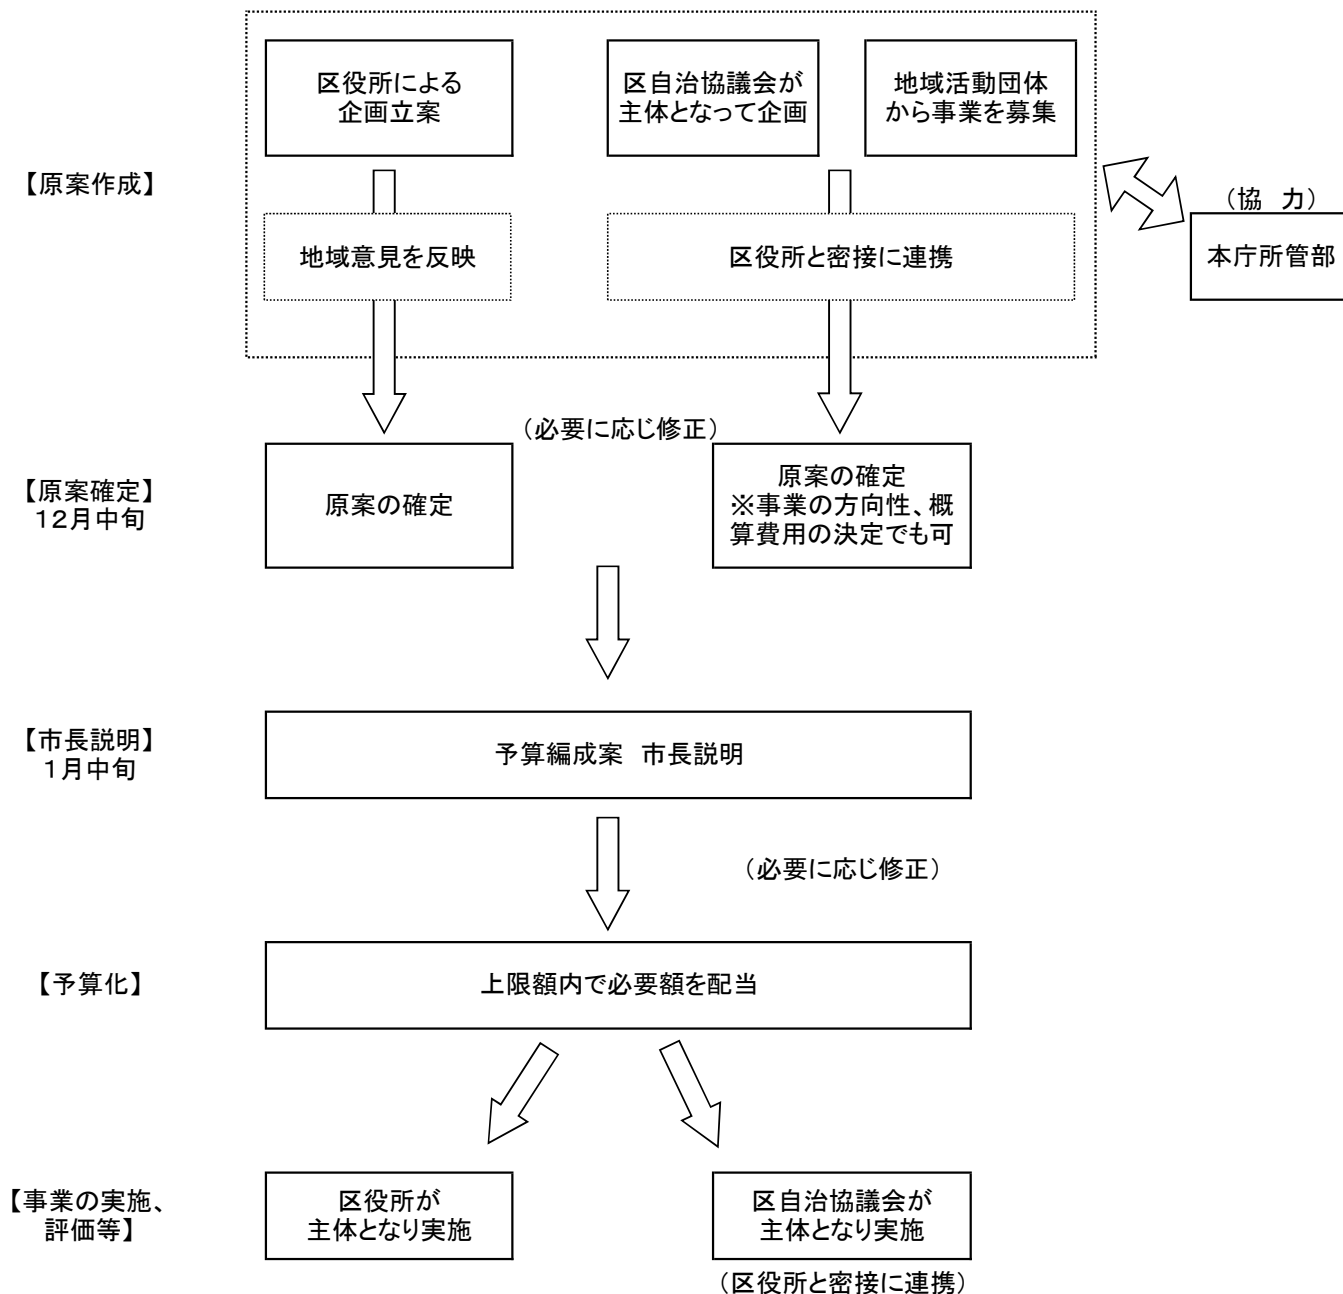 区役所による
企画立案
区自治協議会が
主体となって企画
地域活動団体
から事業を募集
【原案作成】
（協　力）
本庁所管部
地域意見を反映
区役所と密接に連携
（必要に応じ修正）
【原案確定】
１２月中旬
原案の確定
原案の確定
※事業の方向性、概
算費用の決定でも可
【市長説明】
１月中旬
予算編成案　市長説明
（必要に応じ修正）
【予算化】
上限額内で必要額を配当
【事業の実施、
評価等】
区役所が
主体となり実施
区自治協議会が
主体となり実施
（区役所と密接に連携）